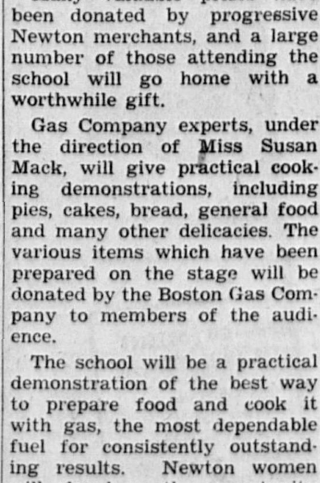 been donated by progressive
Newton merchants, and a large
number of those attending the
school will go home with a
worthwhile gift.
Gas Company experts, under
the direction of Miss Susan
Mack, will give practical cook-
ing demonstrations, including
pies, cakes, bread, general food
and many other delicacies. The
various items which have been
prepared on the stage will be
donated by the Boston Gas Com-
pany to members of the audi-
ence.
The school will be a practical
demonstration of the best way
to prepare food and cook it
with gas, the most dependable
fuel for consistently outstand-
ing results. Newton women